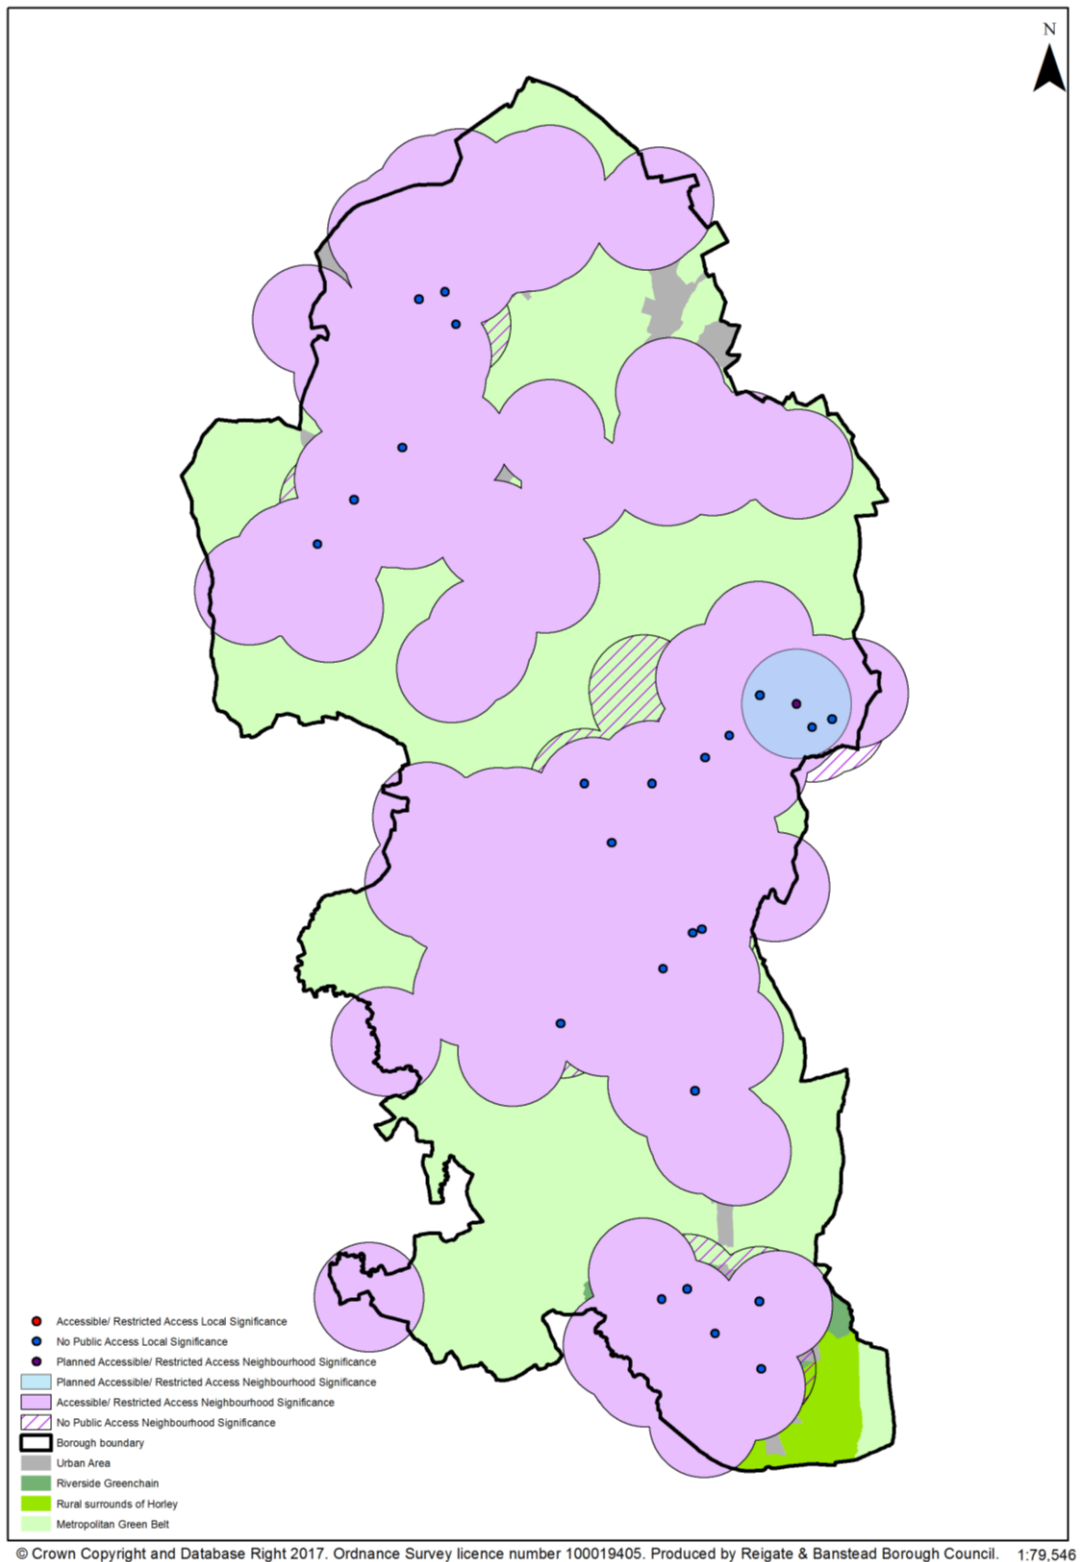 N
Accessible/ Restricted Access Local Significance
No Public Access Local Significance
Planned Accessible/ Restricted Access Neighbourhood Significance
Planned Accessible/ Restricted Access Neighbourhood Significance
Accessible/ Restricted Access Neighbourhood Significance
No Public Access Neighbourhood Significance
Borough boundary
Urban Area
Riverside Greenchain
Rural surrounds of Horley
Metropolitan Green Belt
© Crown Copyright and Database Right 2017. Ordnance Survey licence number 100019405. Produced by Reigate & Banstead Borough Council. 1:79,546